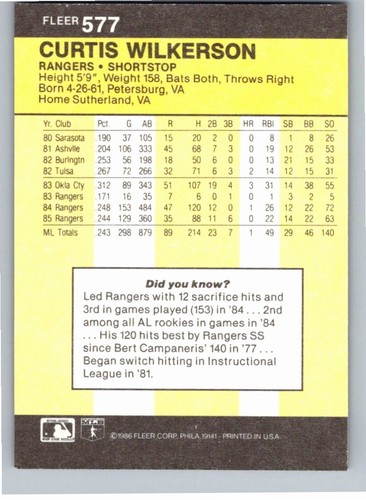 FLEER 577
CURTIS WILKERSON
RANGERS • SHORTSTOP
Height 5'9", Weight 158, Bats Both, Throws Right
Born 4-26-61, Petersburg, VA
Home Sutherland, VA
Yr. Club Pct G AB R H 2B 3B HR RBI SB BB SO
80 Sarasota .190 37 105 15 20 2 0 0 8 1 8 26
81 Ashvlle .204 106 333 45 68 7 3 0 19 12 26 53
82 Burlngtn .253 56 198 18 50 6 0 0 13 21 15 33
82 Tulsa .267 72 266 32 71 6 3 2 14 12 15 31
83 Okla Cty .312 89 343 51 107 19 4 3 31 14 38 55
83 Rangers .171 16 35 7 6 0 1 0 1 3 2 5
84 Rangers .248 153 484 47 120 12 0 1 26 12 22 72
85 Rangers .244 129 360 35 88 11 6 0 22 14 22 63
ML Totals .243 298 879 89 214 23 7 1 49 29 46 140
Did you know?
Led Rangers with 12 sacrifice hits and
3rd in games played (153) in '84 . . . 2nd
among all AL rookies in games in '84
. . . His 120 hits best by Rangers SS
since Bert Campaneris' 140 in '77 . . .
Began switch hitting in Instructional
League in '81.
©1986 FLEER CORP., PHILA. 19141 - PRINTED IN U.S.A.